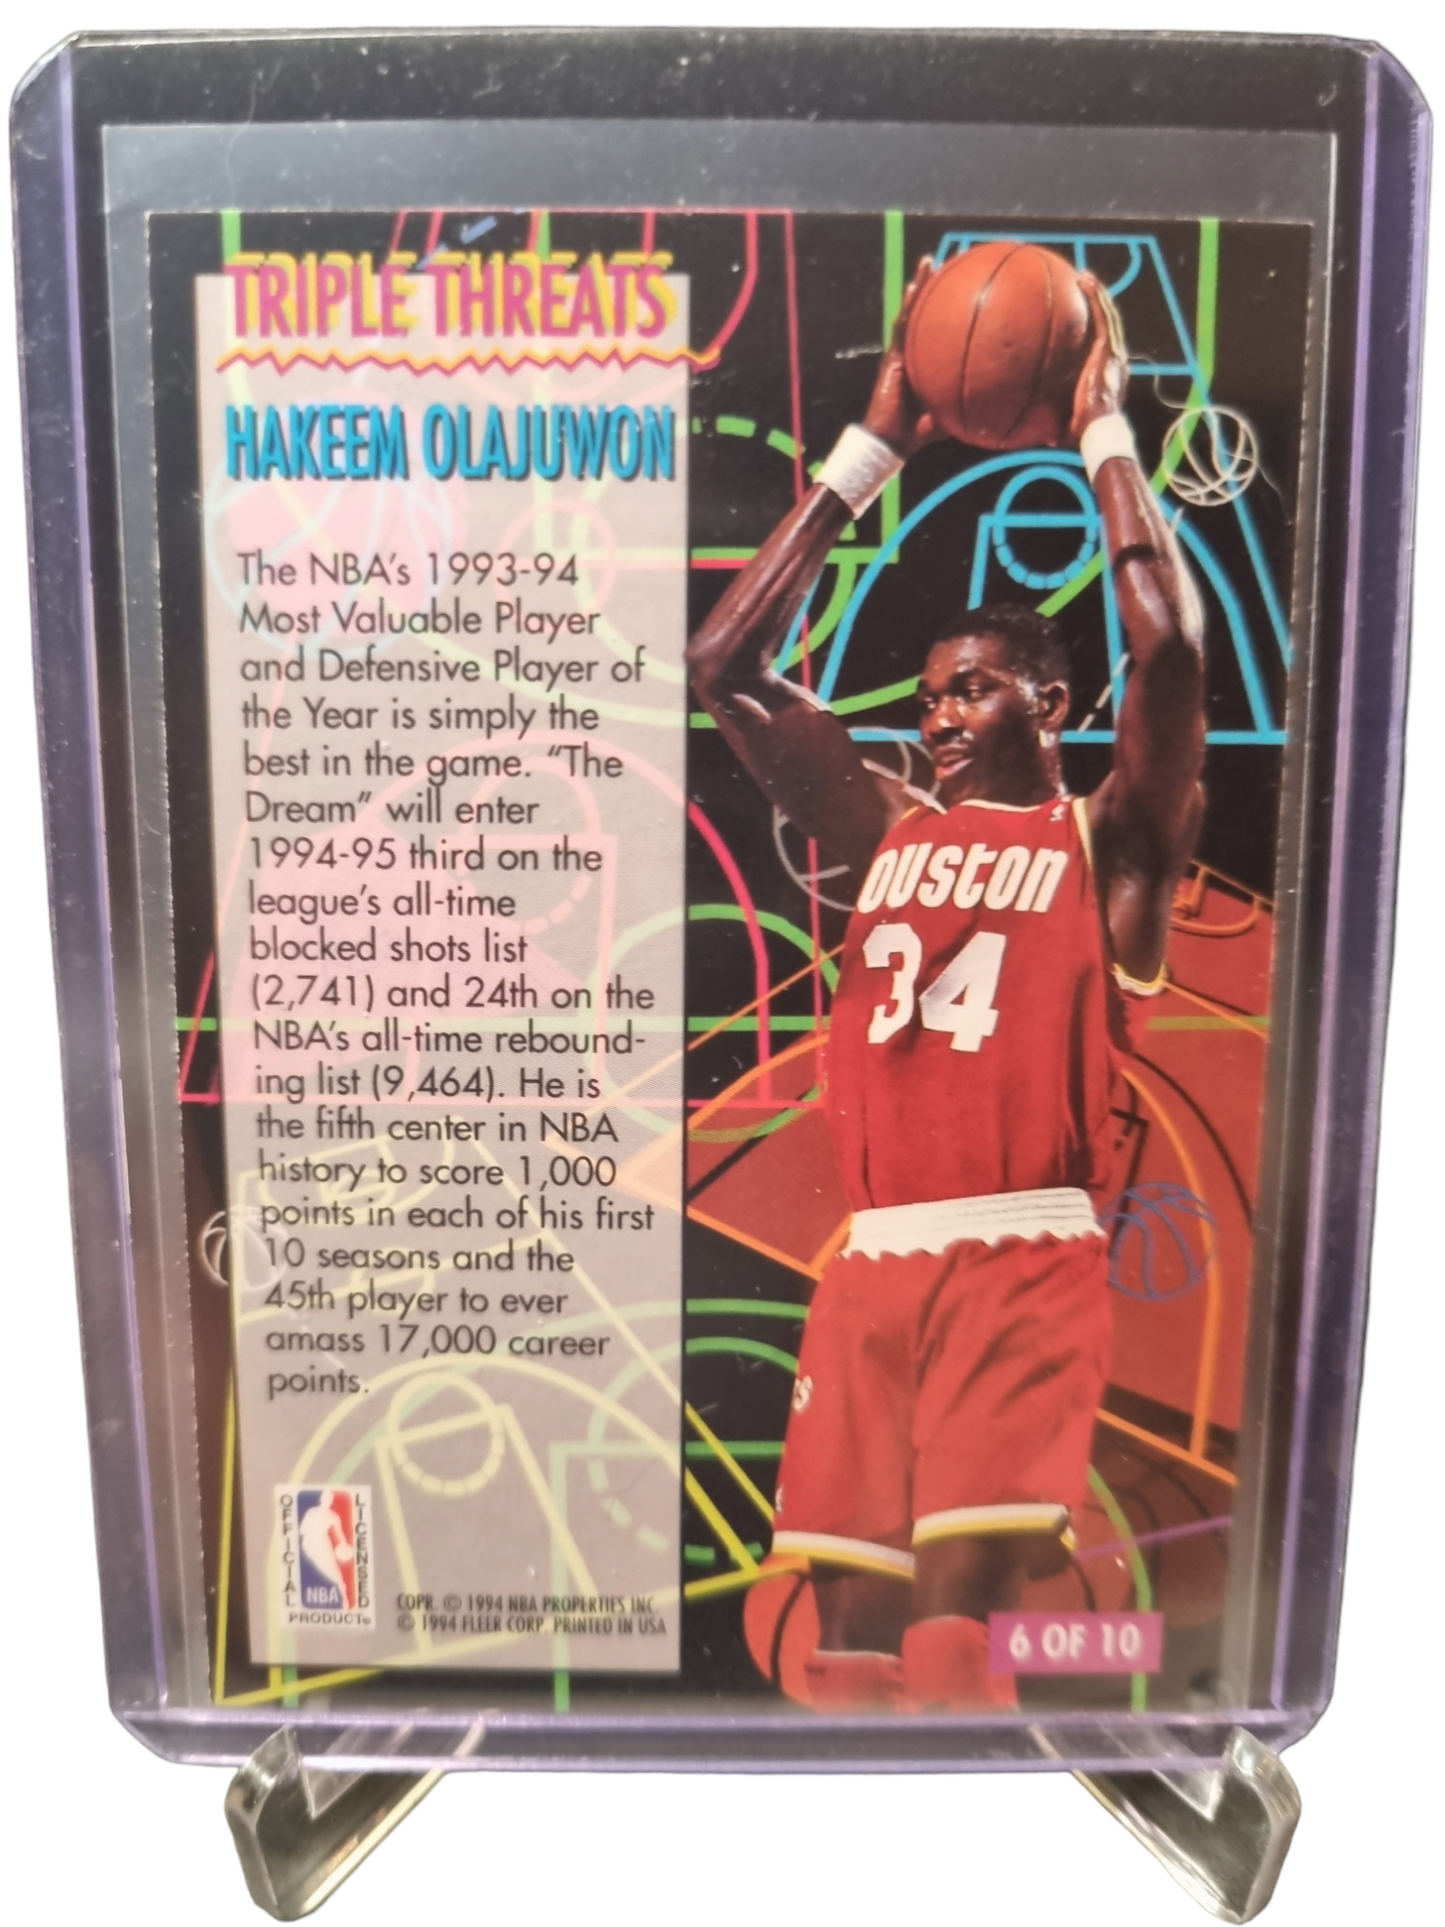 TRIPLE THREATS
HAKEEM OLAJUWON
The NBA's 1993-94
Most Valuable Player
and Defensive Player of
the Year is simply the
best in the game. "The
Dream" will enter
1994-95 third on the
league's all-time
blocked shots list
(2,741) and 24th on the
NBA's all-time rebound-
ing list (9,464). He is
the fifth center in NBA
history to score 1,000
points in each of his first
10 seasons and the
45th player to ever
amass 17,000 career
points.
OFFICIAL
LICENSED
NBA
PRODUCT®
COPR. © 1994 NBA PROPERTIES INC.
© 1994 FLEER CORP. PRINTED IN USA
ouston
34
TS
6 OF 10